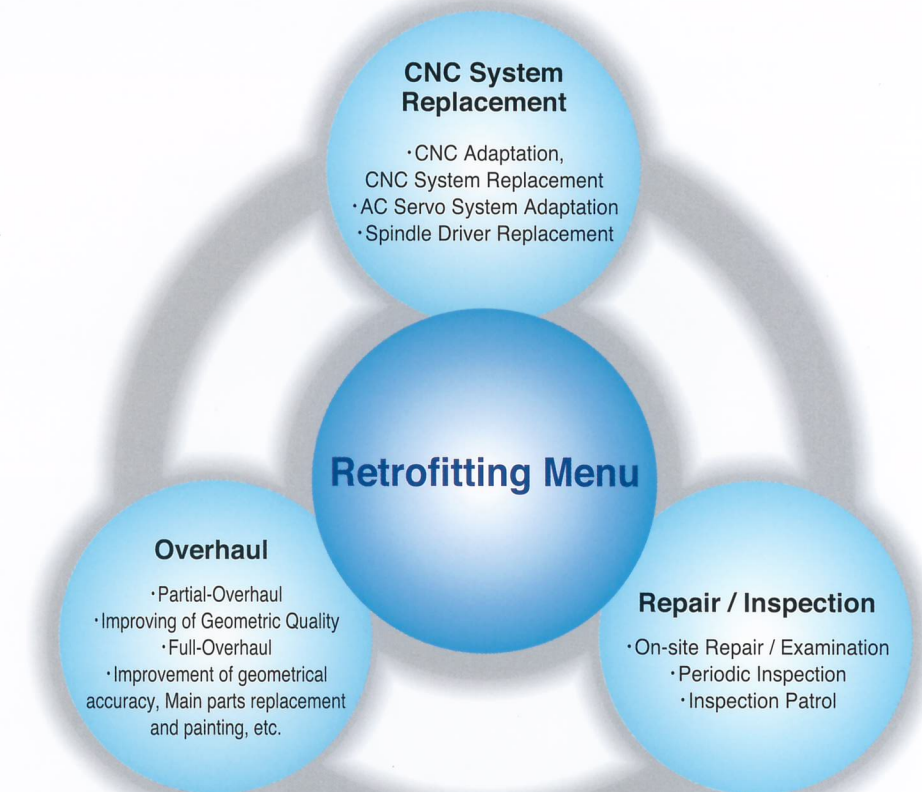 CNC System
Replacement
・CNC Adaptation,
CNC System Replacement
・AC Servo System Adaptation
・Spindle Driver Replacement
Retrofitting Menu
Overhaul
・Partial-Overhaul
・Improving of Geometric Quality
・Full-Overhaul
・Improvement of geometrical
accuracy, Main parts replacement
and painting, etc.
Repair / Inspection
・On-site Repair / Examination
・Periodic Inspection
・Inspection Patrol